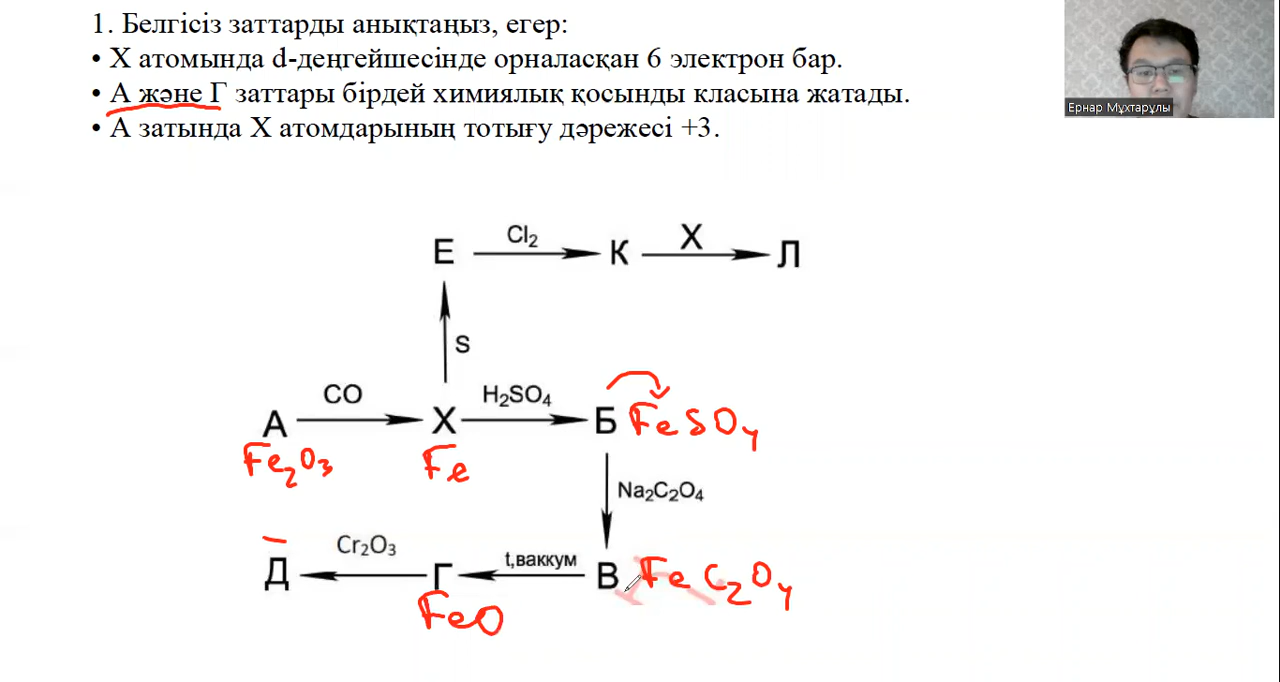 1. Белгісіз заттарды анықтаңыз, егер:
• X атомында d-деңгейшесінде орналасқан 6 электрон бар.
• А және Г заттары бірдей химиялық қосынды класына жатады.
• А затында X атомдарының тотығу дәрежесі +3.
Ернар Мұхтарұлы
E Cl₂ К X Л
S
А CO X H₂SO₄ Б FeSO₄
Fe₂O₃ Fe
Na₂C₂O₄
Д Cr₂O₃ Г t,ваккум В FeC₂O₄
FeO